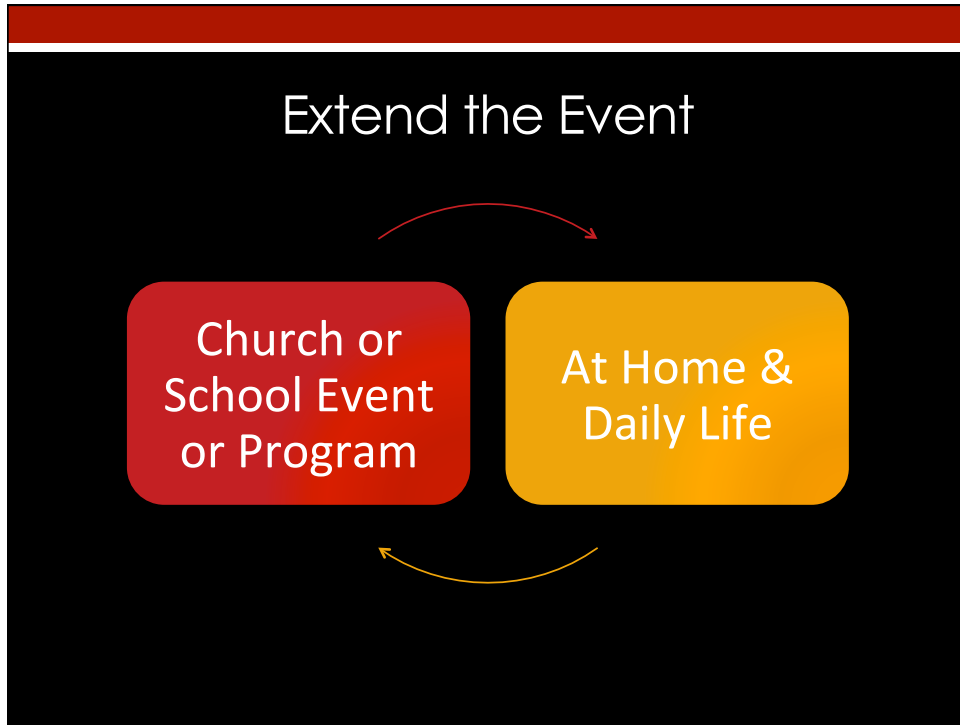 Extend the Event
Church or
School Event
or Program
At Home &
Daily Life